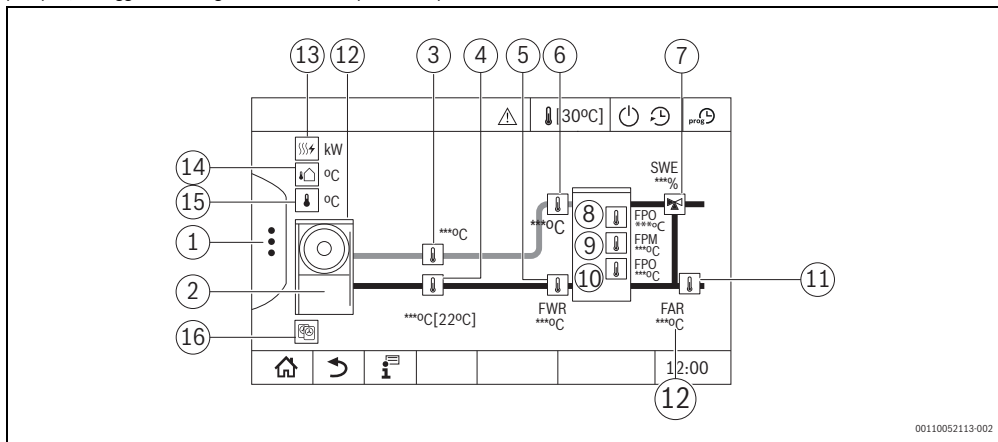 13 12 3 4 5 6 7
[30ºC] prog
kW
14 ºC
15 ºC
SWE
***%
1
***ºC
***ºC
8 FPO
***ºC
9 FPM
***ºC
10 FPO
***ºC
11
2
***ºC[22ºC]
FWR
***ºC
FAR
***ºC
16
i
12:00
12
00110052113-002